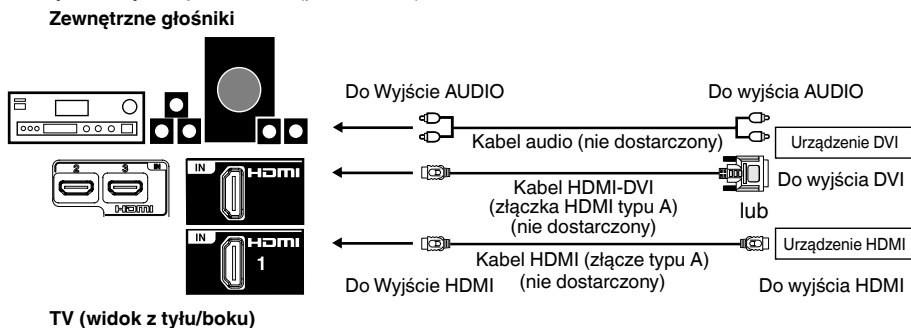 Zewnętrzne głośniki
Do Wyjście AUDIO
Do wyjścia AUDIO
Kabel audio (nie dostarczony)
Urządzenie DVI
2
3
IN
HDMI
IN
HDMI
Kabel HDMI-DVI
(złączka HDMI typu A)
(nie dostarczony)
Do wyjścia DVI
lub
IN
HDMI
1
Kabel HDMI (złącze typu A)
(nie dostarczony)
Urządzenie HDMI
Do Wyjście HDMI
Do wyjścia HDMI
TV (widok z tyłu/boku)